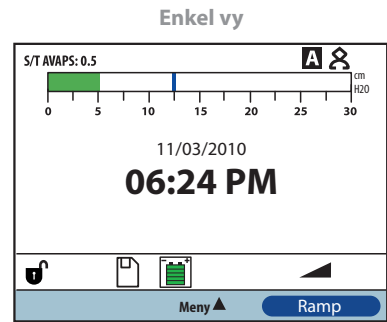 Enkel vy
S/T AVAPS: 0.5
A
cm
H2O
0 5 10 15 20 25 30
11/03/2010
06:24 PM
Meny
Ramp